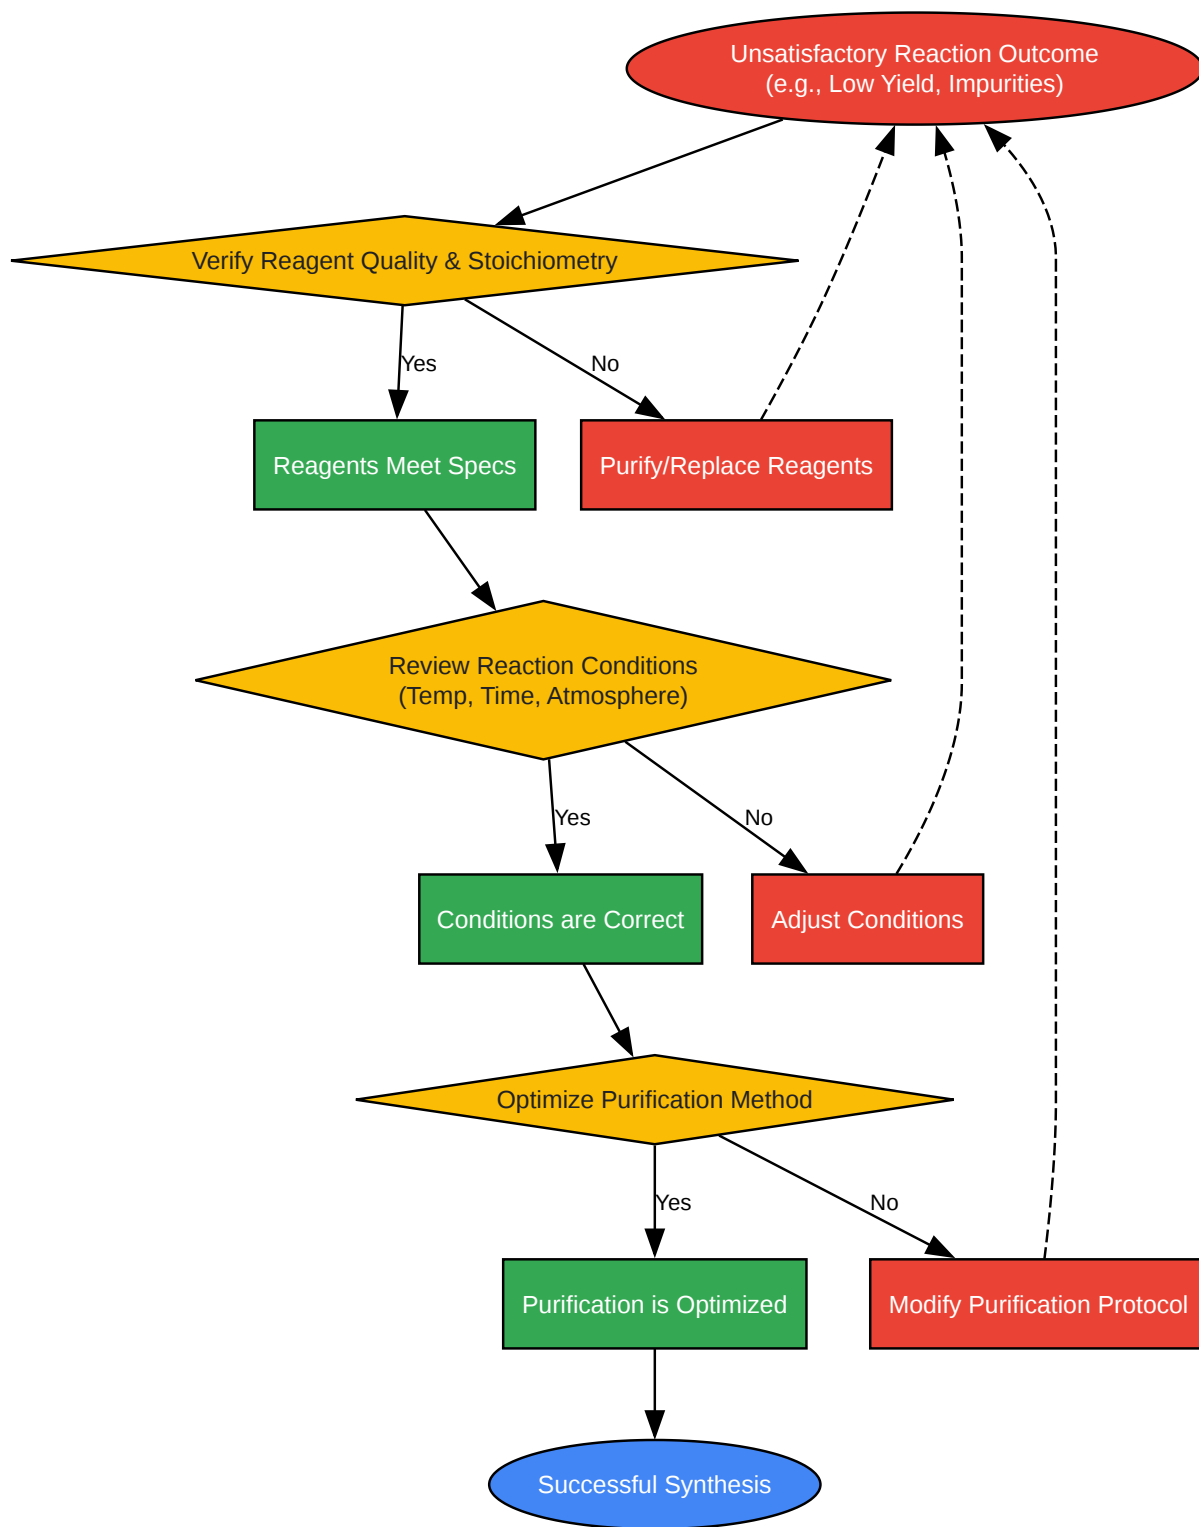 Unsatisfactory Reaction Outcome
(e.g., Low Yield, Impurities)
Verify Reagent Quality & Stoichiometry
Yes
No
Reagents Meet Specs
Purify/Replace Reagents
Review Reaction Conditions
(Temp, Time, Atmosphere)
Yes
No
Conditions are Correct
Adjust Conditions
Optimize Purification Method
Yes
No
Purification is Optimized
Modify Purification Protocol
Successful Synthesis